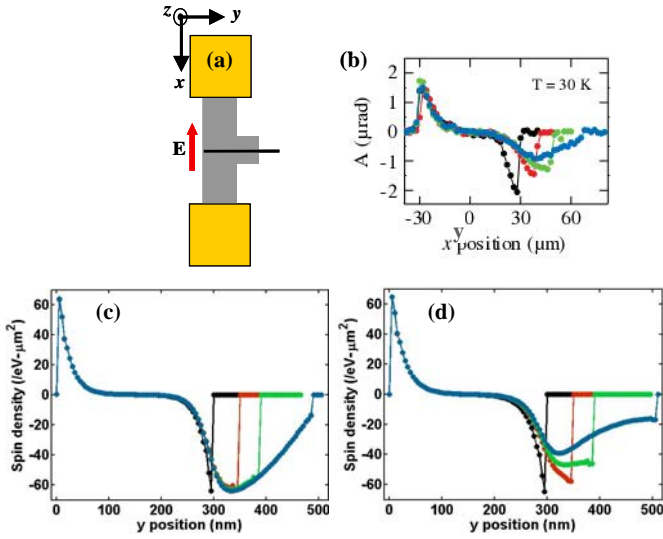 z
y
x
(a)
E
(b)
T = 30 K
A (µrad)
2
1
0
-1
-2
-30
0
30
60
y
x position (µm)
(c)
Spin density (/eV-µm²)
60
40
20
0
-20
-40
-60
0
100
200
300
400
500
y position (nm)
(d)
Spin density (/eV-µm²)
60
40
20
0
-20
-40
-60
0
100
200
300
400
500
y position (nm)